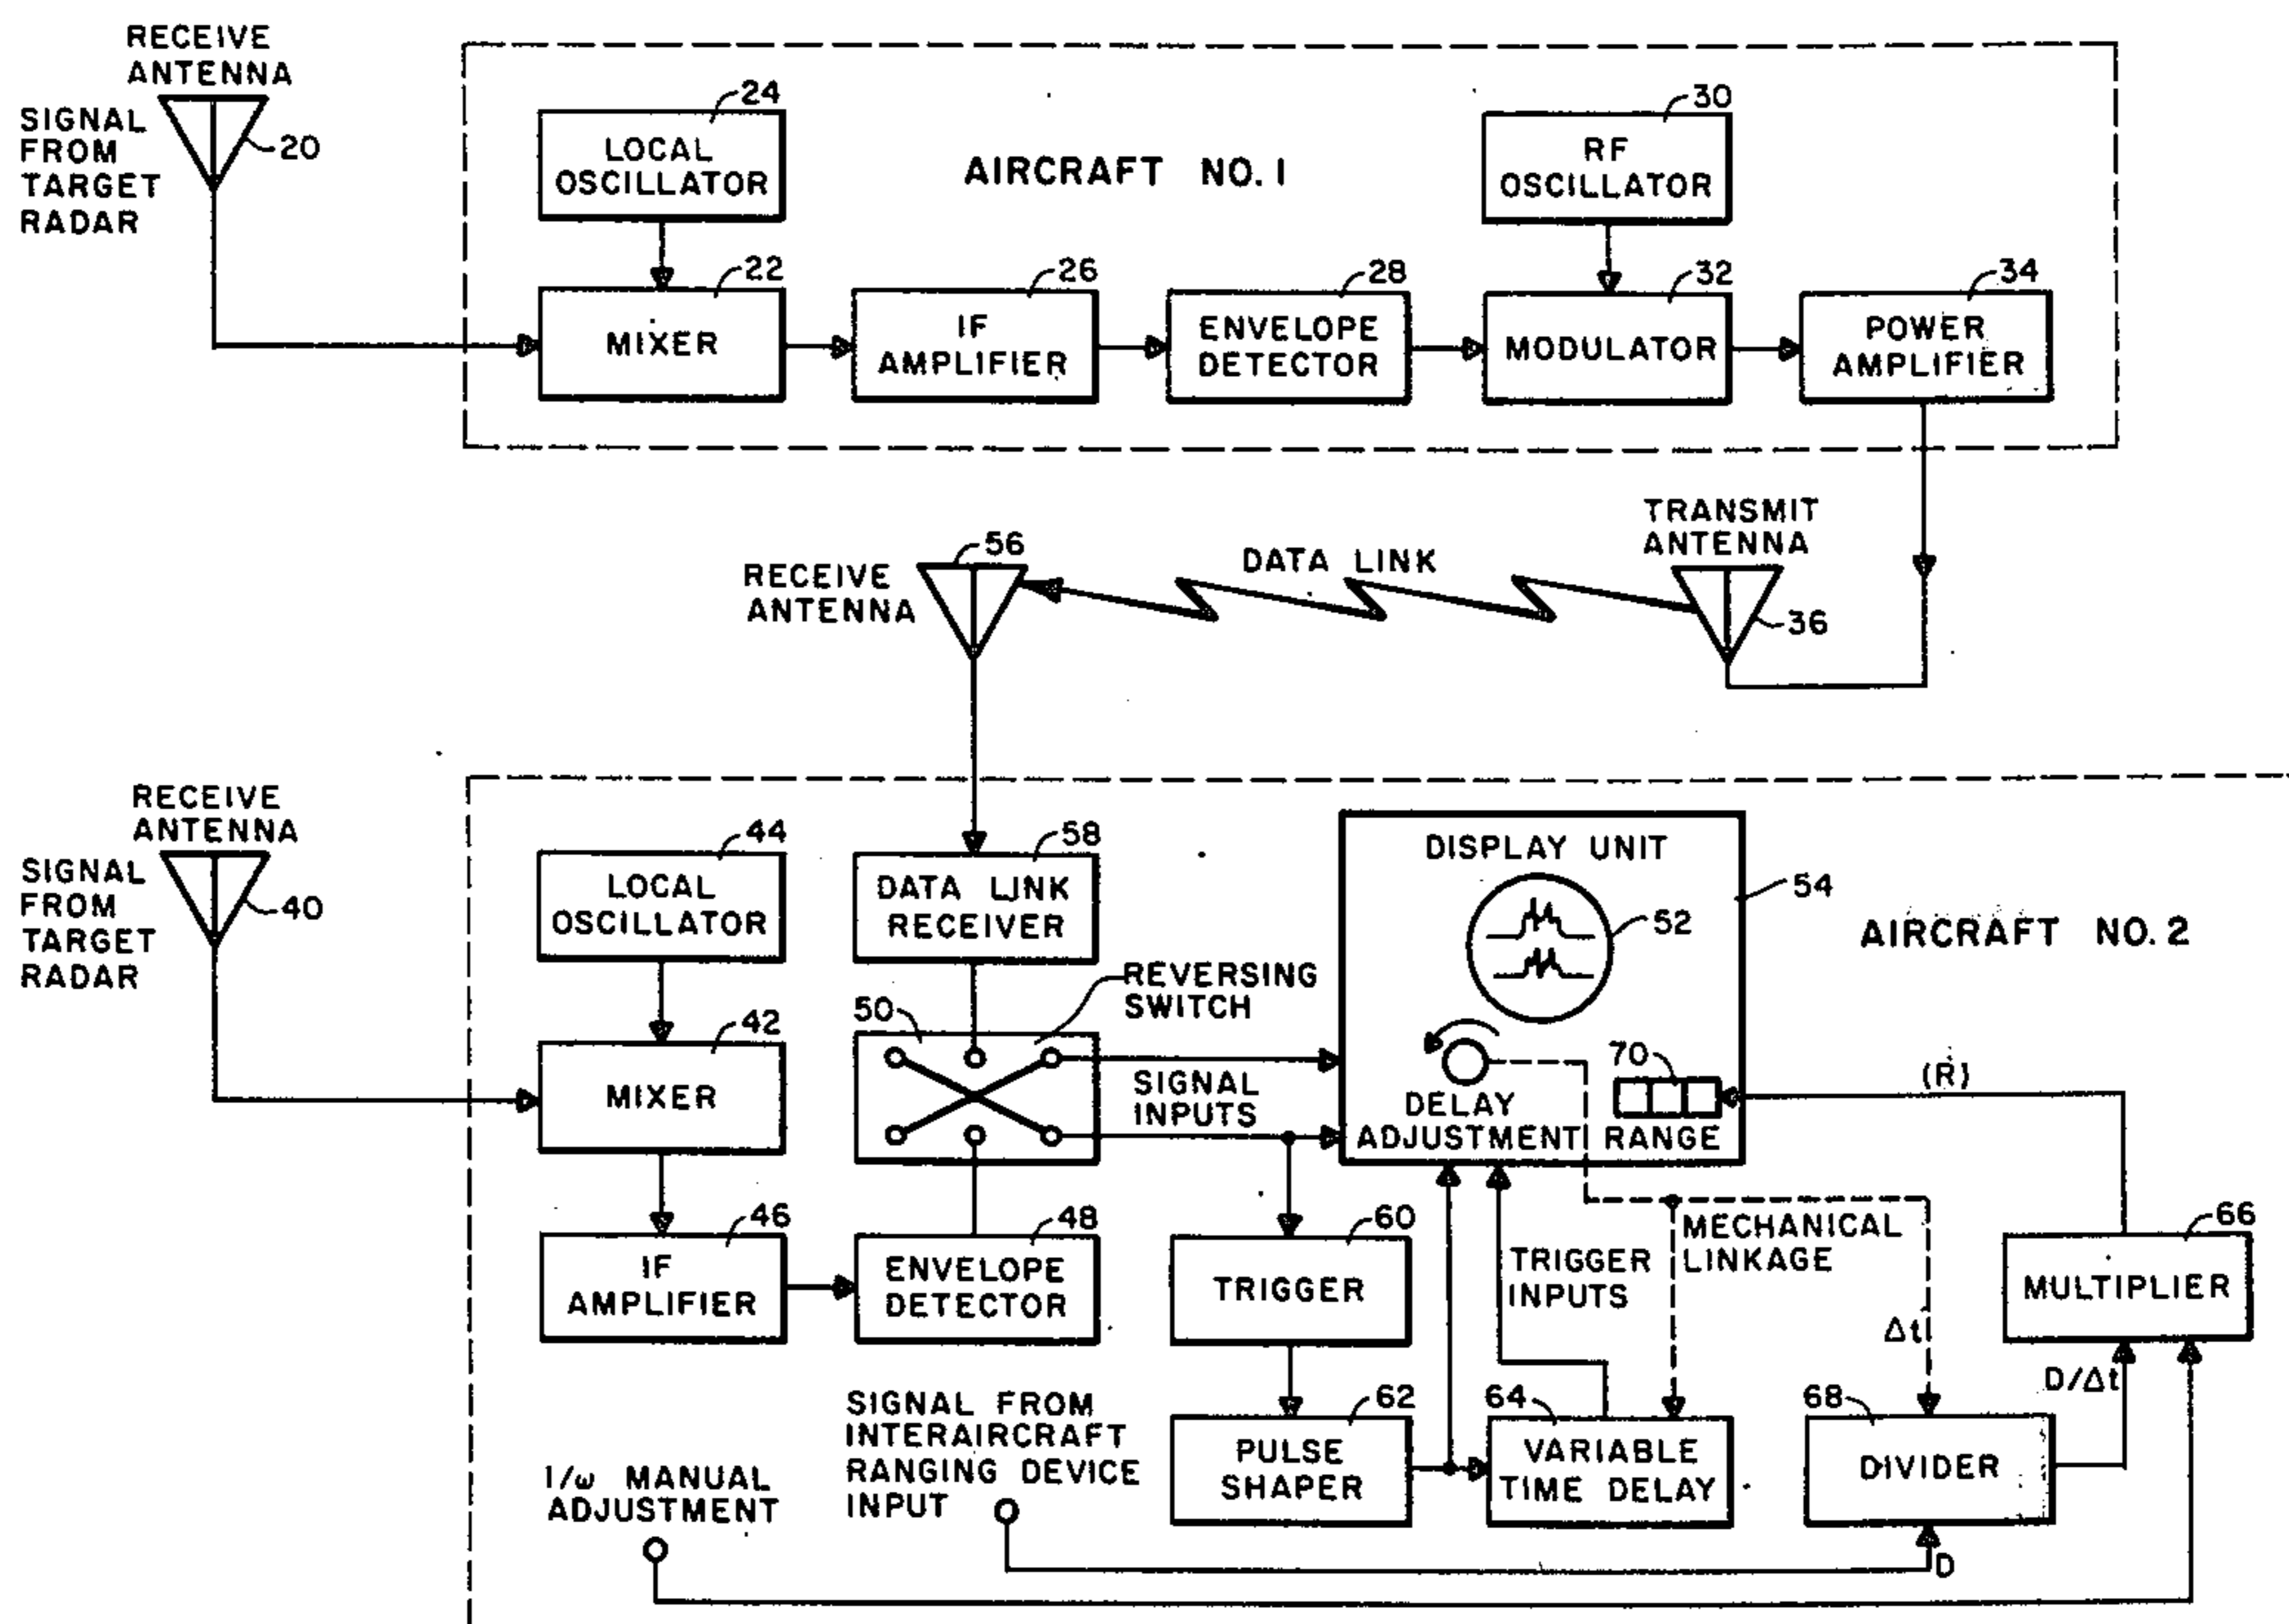 RECEIVE
ANTENNA
SIGNAL
FROM
TARGET
RADAR
20
24
LOCAL
OSCILLATOR
AIRCRAFT NO. 1
30
RF
OSCILLATOR
22
MIXER
26
IF
AMPLIFIER
28
ENVELOPE
DETECTOR
32
MODULATOR
34
POWER
AMPLIFIER
RECEIVE
ANTENNA
56
DATA LINK
TRANSMIT
ANTENNA
36
RECEIVE
ANTENNA
SIGNAL
FROM
TARGET
RADAR
40
44
LOCAL
OSCILLATOR
58
DATA LINK
RECEIVER
DISPLAY UNIT
52
54
AIRCRAFT NO. 2
42
MIXER
50
REVERSING
SWITCH
SIGNAL
INPUTS
DELAY
ADJUSTMENT
70
RANGE
(R)
46
IF
AMPLIFIER
48
ENVELOPE
DETECTOR
60
TRIGGER
TRIGGER
INPUTS
MECHANICAL
LINKAGE
Δt
66
MULTIPLIER
D/Δt
1/ω MANUAL
ADJUSTMENT
SIGNAL FROM
INTERAIRCRAFT
RANGING DEVICE
INPUT
62
PULSE
SHAPER
64
VARIABLE
TIME DELAY
68
DIVIDER
D